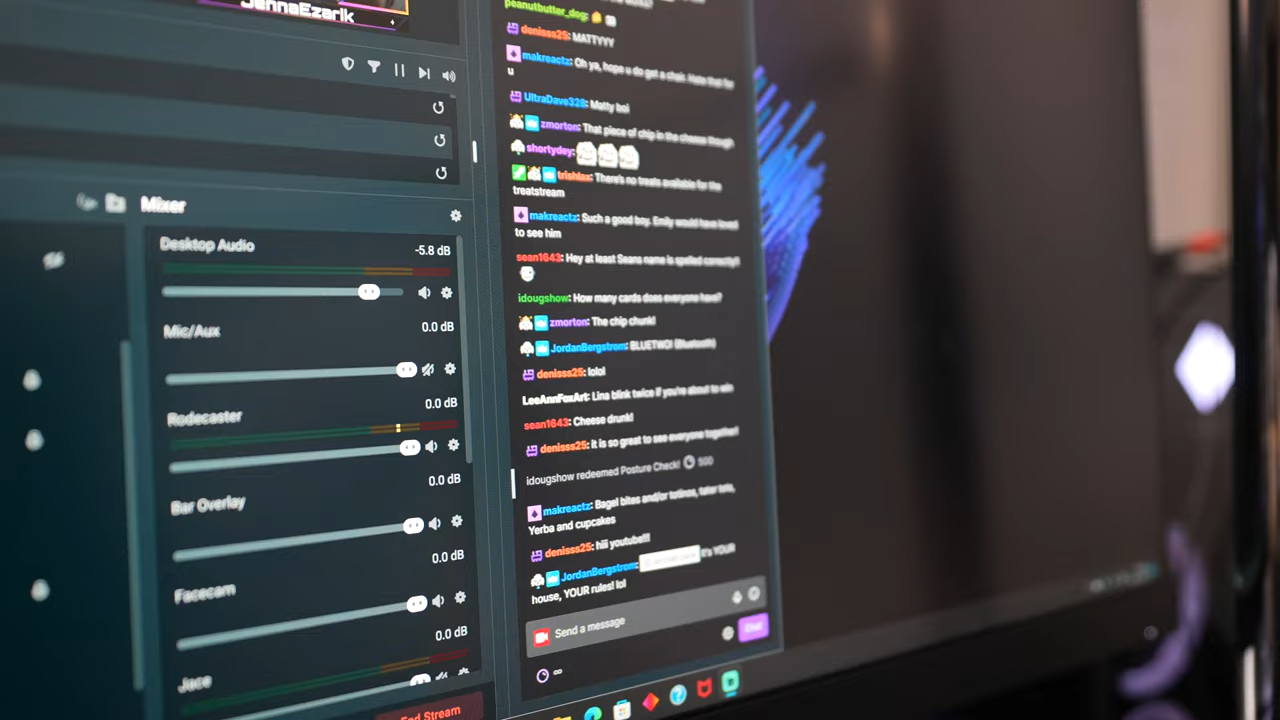 JennaEzarik
Mixer
Desktop Audio
-5.8 dB
Mic/Aux
0.0 dB
Rodecaster
0.0 dB
Bar Overlay
0.0 dB
Facecam
0.0 dB
Jace
0.0 dB
End Stream
peanutbutter_dog:
denisss25: MATTYYY
makreactz: Oh ya, hope u do get a chair. Hate that for
u
UltraDave328: Matty boi
zmorton: That piece of chip in the cheese though
shortydey:
trishlax: There's no treats available for the
treatstream
makreactz: Such a good boy. Emily would have loved
to see him
sean1643: Hey at least Seans name is spelled correctly!!
idougshow: How many cards does everyone have?
zmorton: The chip chunk!
JordanBergstrom: BLUETWO! (Bluetooth)
denisss25: lolol
LeeAnnFoxArt: Lina blink twice if you're about to win
sean1643: Cheese drunk!
denisss25: it is so great to see everyone together!
idougshow redeemed Posture Check! 500
makreactz: Bagel bites and/or totinos, tater tots,
Yerba and cupcakes
denisss25: hiii youtube!!!
JordanBergstrom: it's YOUR
house, YOUR rules! lol
Send a message
Chat